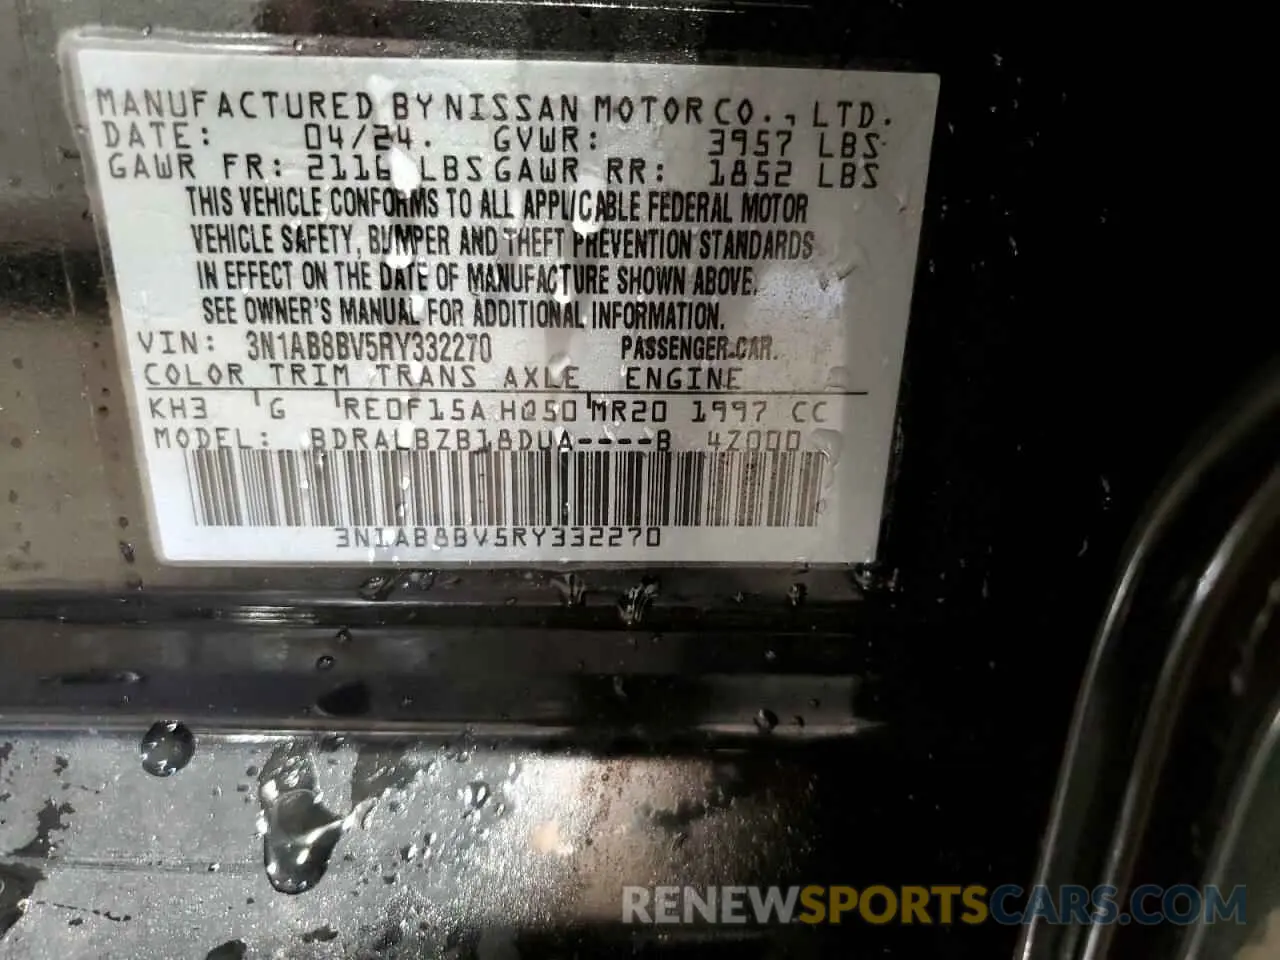 MANUFACTURED BY NISSAN MOTOR CO., LTD.
DATE: 04/24. GVWR: 3957 LBS
GAWR FR: 2116 LBS GAWR RR: 1852 LBS
THIS VEHICLE CONFORMS TO ALL APPLICABLE FEDERAL MOTOR
VEHICLE SAFETY, BUMPER AND THEFT PREVENTION STANDARDS
IN EFFECT ON THE DATE OF MANUFACTURE SHOWN ABOVE.
SEE OWNER'S MANUAL FOR ADDITIONAL INFORMATION.
VIN: 3N1AB8BV5RY332270 PASSENGER CAR.
COLOR TRIM TRANS AXLE ENGINE
KH3 G RE0F15A HQ50 MR20 1997 CC
MODEL: BDRALBZB18DUA----B 4Z000
3N1AB8BV5RY332270
RENEWSPORTSCARS.COM